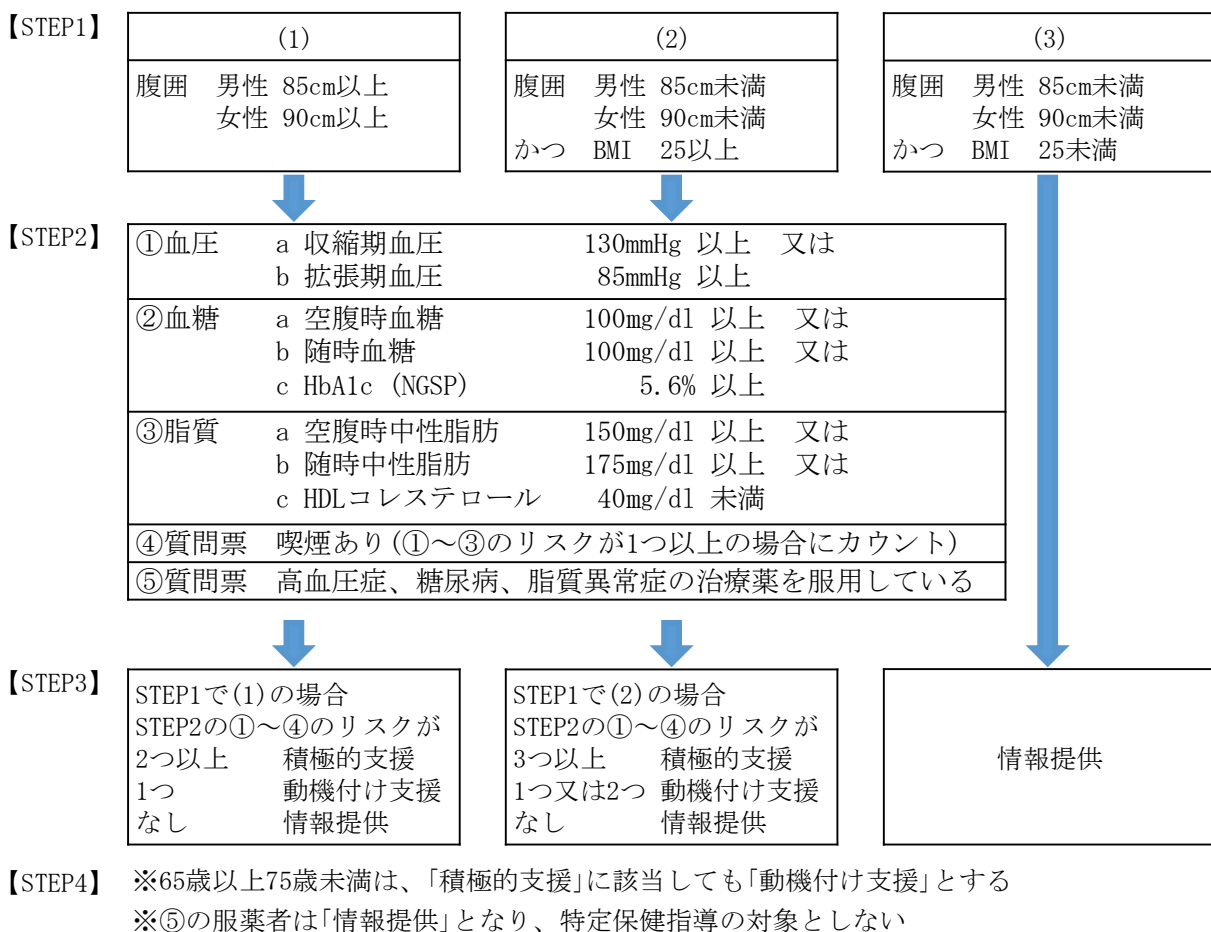 【STEP1】
(1)
腹囲 男性 85cm以上
女性 90cm以上
(2)
腹囲 男性 85cm未満
女性 90cm未満
かつ BMI 25以上
(3)
腹囲 男性 85cm未満
女性 90cm未満
かつ BMI 25未満
【STEP2】
①血圧 a 収縮期血圧 130mmHg 以上 又は
b 拡張期血圧 85mmHg 以上
②血糖 a 空腹時血糖 100mg/dl 以上 又は
b 随時血糖 100mg/dl 以上 又は
c HbA1c (NGSP) 5.6% 以上
③脂質 a 空腹時中性脂肪 150mg/dl 以上 又は
b 随時中性脂肪 175mg/dl 以上 又は
c HDLコレステロール 40mg/dl 未満
④質問票 喫煙あり(①～③のリスクが1つ以上の場合にカウント)
⑤質問票 高血圧症、糖尿病、脂質異常症の治療薬を服用している
【STEP3】
STEP1で(1)の場合
STEP2の①～④のリスクが
2つ以上 積極的支援
1つ 動機付け支援
なし 情報提供
STEP1で(2)の場合
STEP2の①～④のリスクが
3つ以上 積極的支援
1つ又は2つ 動機付け支援
なし 情報提供
情報提供
【STEP4】 ※65歳以上75歳未満は、｢積極的支援｣に該当しても｢動機付け支援｣とする
※⑤の服薬者は｢情報提供｣となり、特定保健指導の対象としない